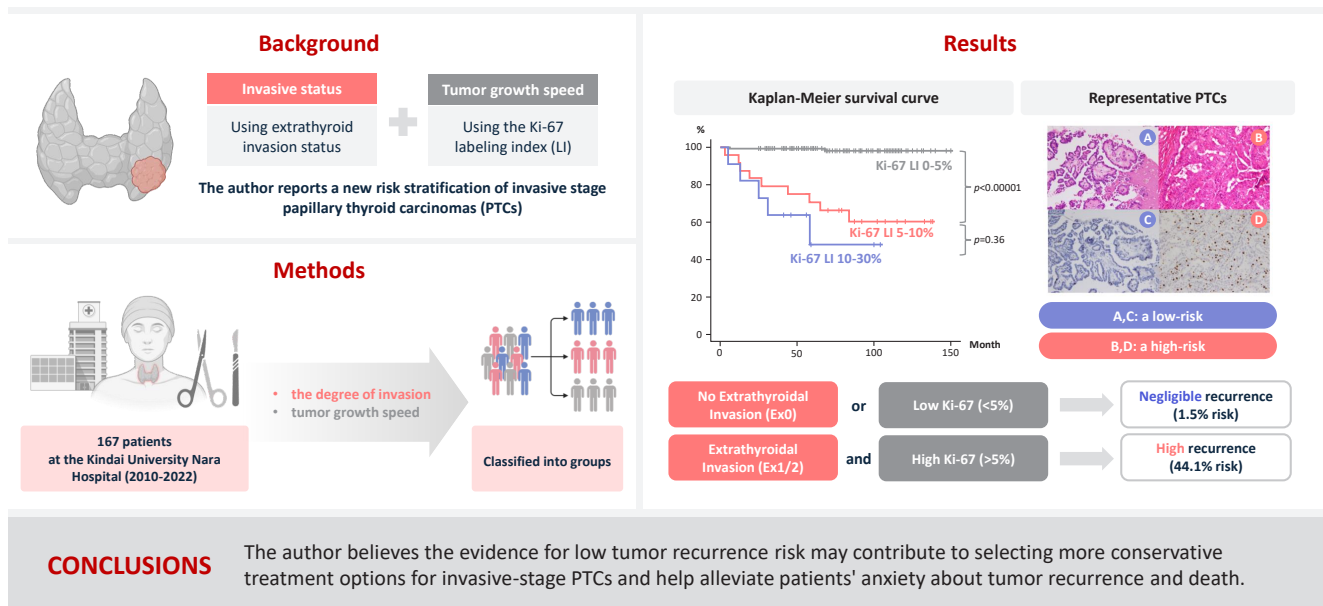 Background
Invasive status
Using extrathyroid
invasion status
Tumor growth speed
Using the Ki-67
labeling index (LI)
The author reports a new risk stratification of invasive stage
papillary thyroid carcinomas (PTCs)
Methods
167 patients
at the Kindai University Nara
Hospital (2010-2022)
• the degree of invasion
• tumor growth speed
Classified into groups
Results
Kaplan-Meier survival curve
%
100
80
60
40
20
0
0 50 100 150 Month
Ki-67 LI 0-5%
Ki-67 LI 5-10%
Ki-67 LI 10-30%
p<0.00001
p=0.36
Representative PTCs
A
B
C
D
A,C: a low-risk
B,D: a high-risk
No Extrathyroidal
Invasion (Ex0)
or
Low Ki-67 (<5%)
Negligible recurrence
(1.5% risk)
Extrathyroidal
Invasion (Ex1/2)
and
High Ki-67 (>5%)
High recurrence
(44.1% risk)
CONCLUSIONS
The author believes the evidence for low tumor recurrence risk may contribute to selecting more conservative
treatment options for invasive-stage PTCs and help alleviate patients' anxiety about tumor recurrence and death.